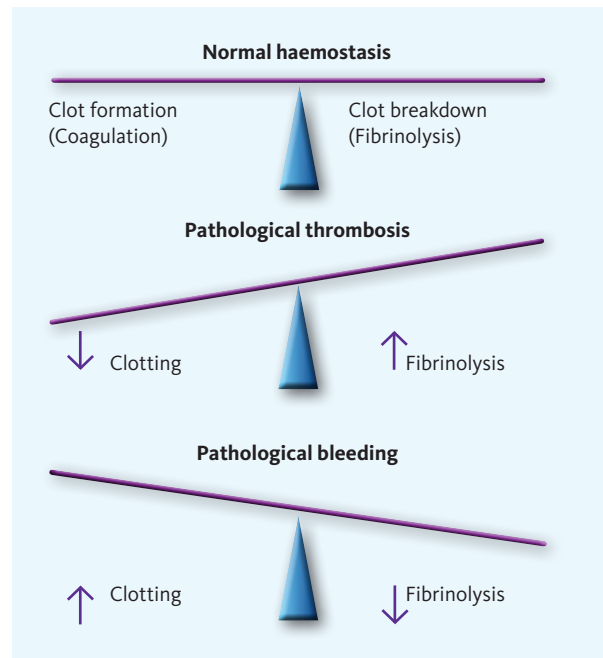 Normal haemostasis
Clot formation
(Coagulation)
Clot breakdown
(Fibrinolysis)
Pathological thrombosis
↓ Clotting
↑ Fibrinolysis
Pathological bleeding
↑ Clotting
↓ Fibrinolysis